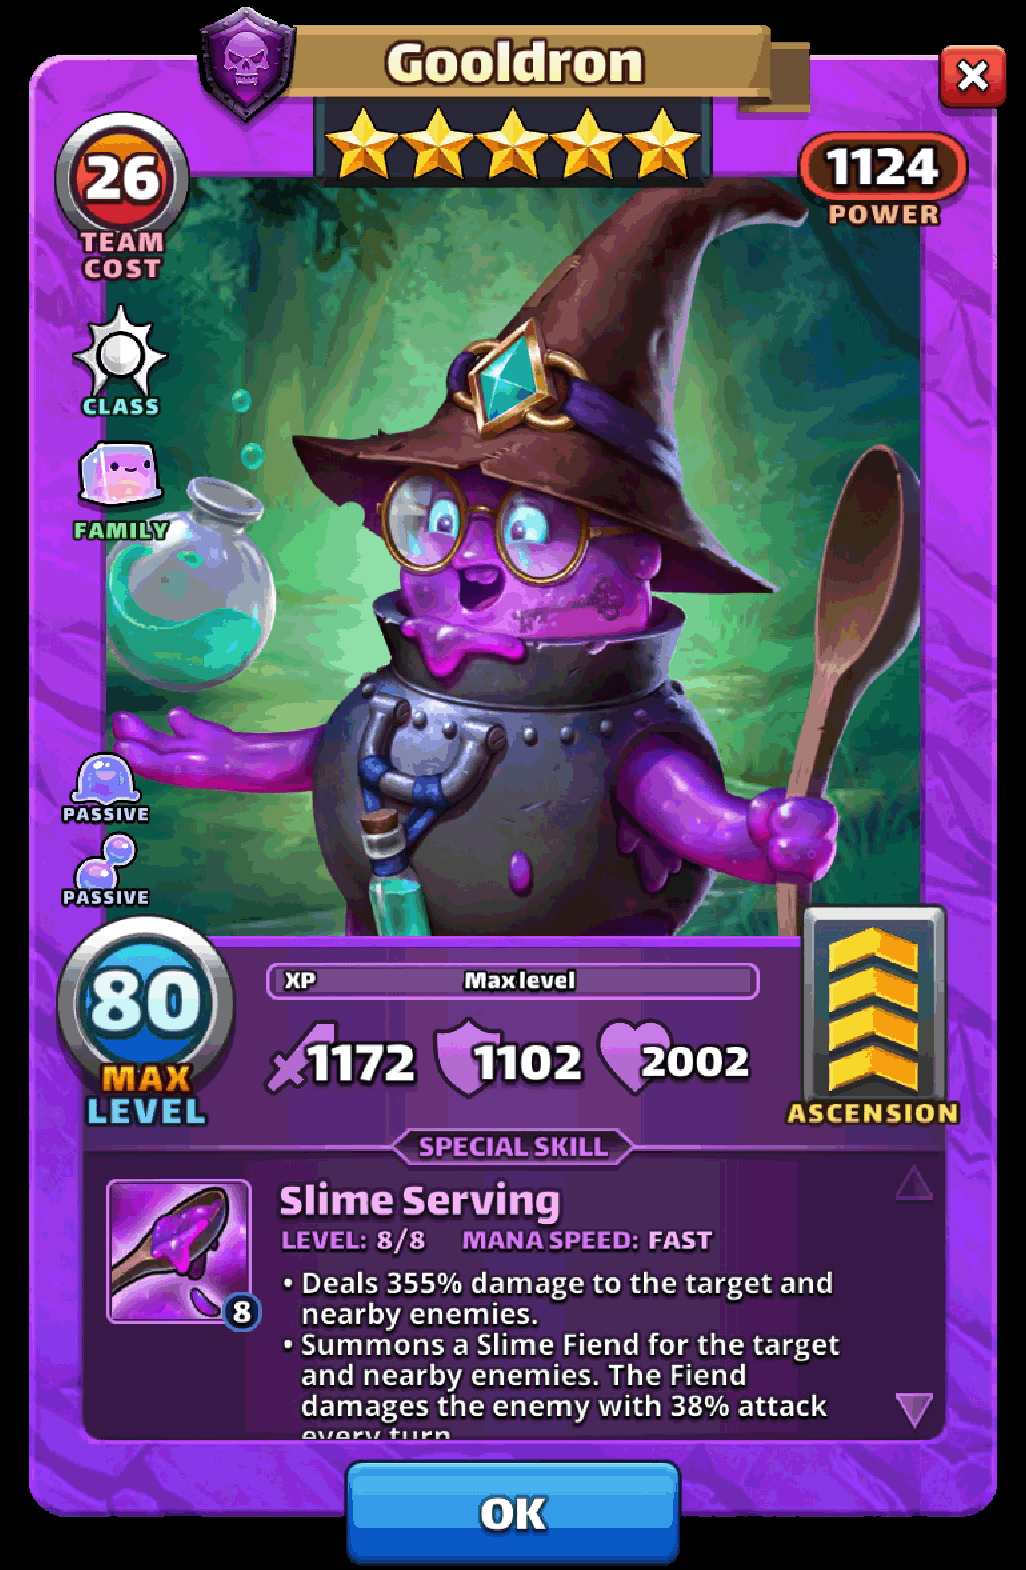 Gooldron
26
TEAM
COST
1124
POWER
CLASS
FAMILY
PASSIVE
PASSIVE
80
MAX
LEVEL
XP Max level
1172 1102 2002
ASCENSION
SPECIAL SKILL
Slime Serving
LEVEL: 8/8 MANA SPEED: FAST
8
• Deals 355% damage to the target and
nearby enemies.
• Summons a Slime Fiend for the target
and nearby enemies. The Fiend
damages the enemy with 38% attack
every turn
OK